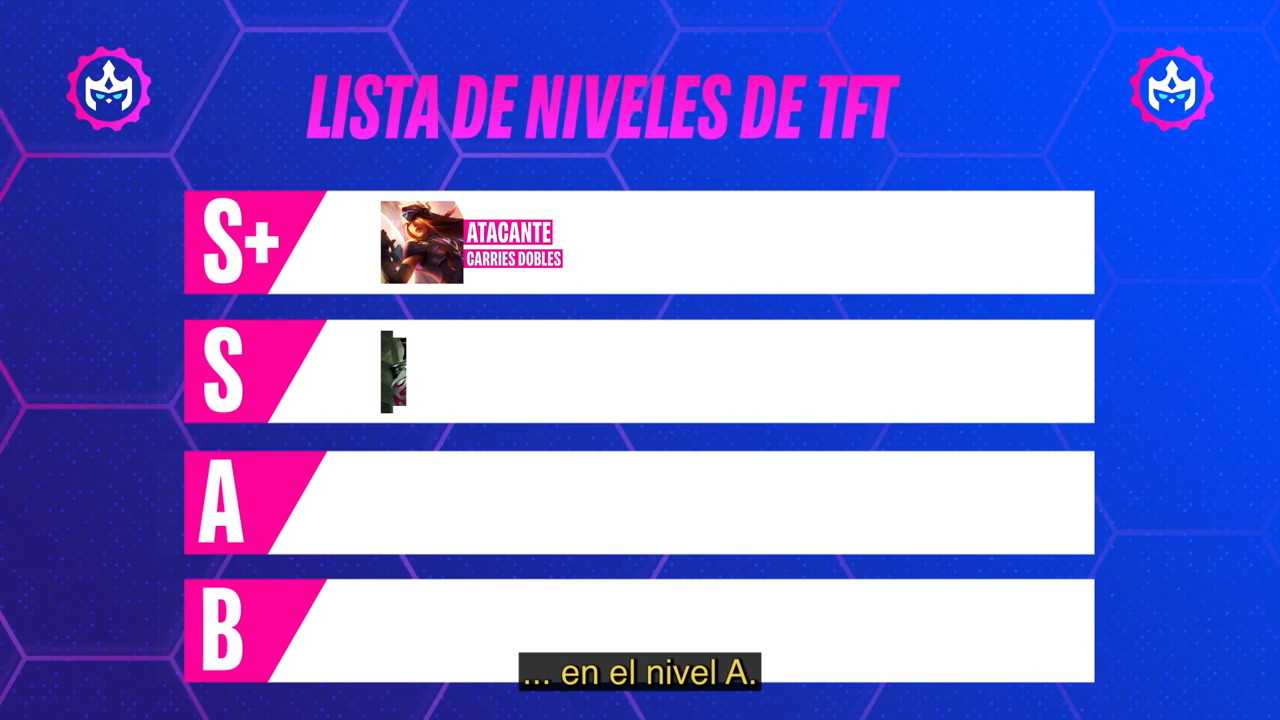 LISTA DE NIVELES DE TFT
S+
ATACANTE
CARRIES DOBLES
S
A
B
... en el nivel A.